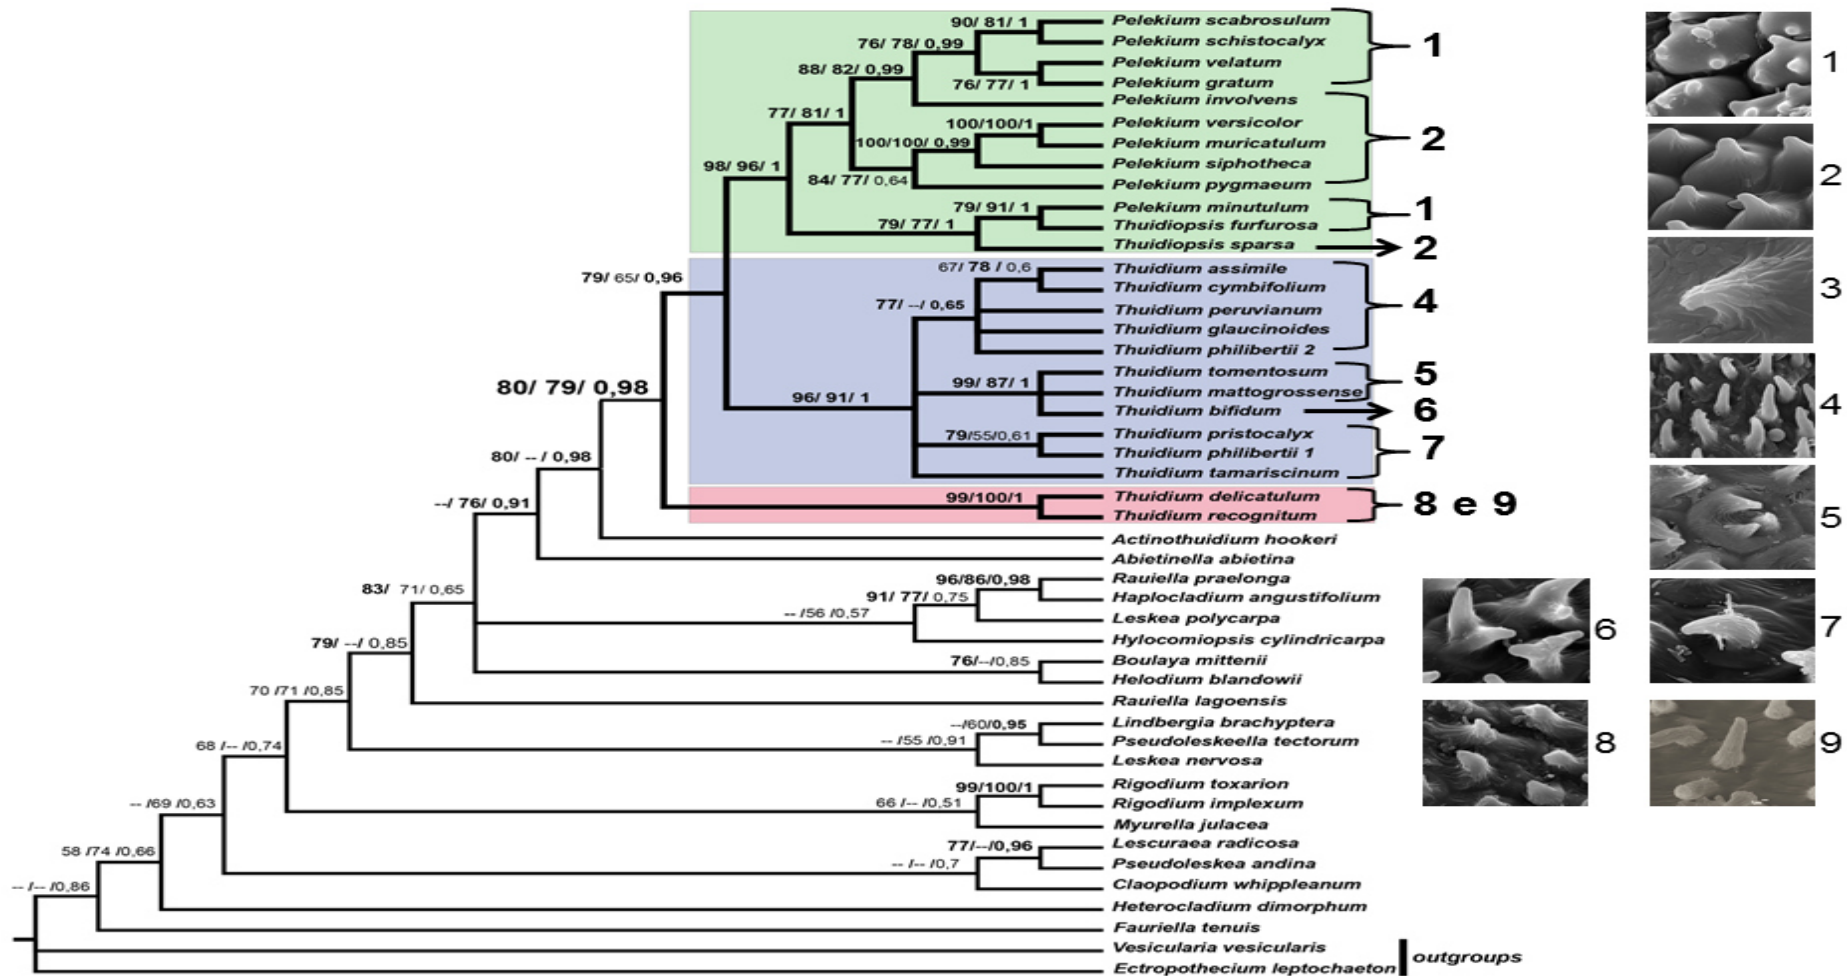 90/ 81/ 1
Pelekium scabrosulum
Pelekium schistocalyx
76/ 78/ 0,99
1
Pelekium velatum
88/ 82/ 0,99
76/ 77/ 1
Pelekium gratum
Pelekium involvens
77/ 81/ 1
100/100/1
Pelekium versicolor
2
100/100/ 0,99
Pelekium muricatulum
98/ 96/ 1
Pelekium siphotheca
84/ 77/ 0,64
Pelekium pygmaeum
79/ 91/ 1
Pelekium minutulum
1
79/ 77/ 1
Thuidiopsis furfurosa
Thuidiopsis sparsa
2
67/ 78 / 0,6
Thuidium assimile
79/ 65/ 0,96
Thuidium cymbifolium
77/ --/ 0,65
Thuidium peruvianum
4
Thuidium glaucinoides
Thuidium philibertii 2
Thuidium tomentosum
5
80/ 79/ 0,98
99/ 87/ 1
Thuidium mattogrossense
96/ 91/ 1
Thuidium bifidum
6
79/55/0,61
Thuidium pristocalyx
7
80/ -- / 0,98
Thuidium philibertii 1
Thuidium tamariscinum
99/100/1
Thuidium delicatulum
8 e 9
--/ 76/ 0,91
Thuidium recognitum
Actinothuidium hookeri
Abietinella abietina
96/86/0,98
Rauiella praelonga
83/ 71/ 0,65
91/ 77/ 0,75
Haplocladium angustifolium
-- /56 /0,57
Leskea polycarpa
79/ --/ 0,85
Hylocomiopsis cylindricarpa
76/--/0,85
Boulaya mittenii
Helodium blandowii
70 /71 /0,85
Rauiella lagoensis
--/60/0,95
Lindbergia brachyptera
68 /-- /0,74
-- /55 /0,91
Pseudoleskeella tectorum
Leskea nervosa
99/100/1
Rigodium toxarion
-- /69 /0,63
66 /-- /0,51
Rigodium implexum
Myurella julacea
77/--/0,96
Lescuraea radicosa
58 /74 /0,66
-- /-- /0,7
Pseudoleskea andina
-- /-- /0,86
Claopodium whippleanum
Heterocladium dimorphum
Fauriella tenuis
Vesicularia vesicularis
outgroups
Ectropothecium leptochaeton
1
2
3
4
5
6
7
8
9